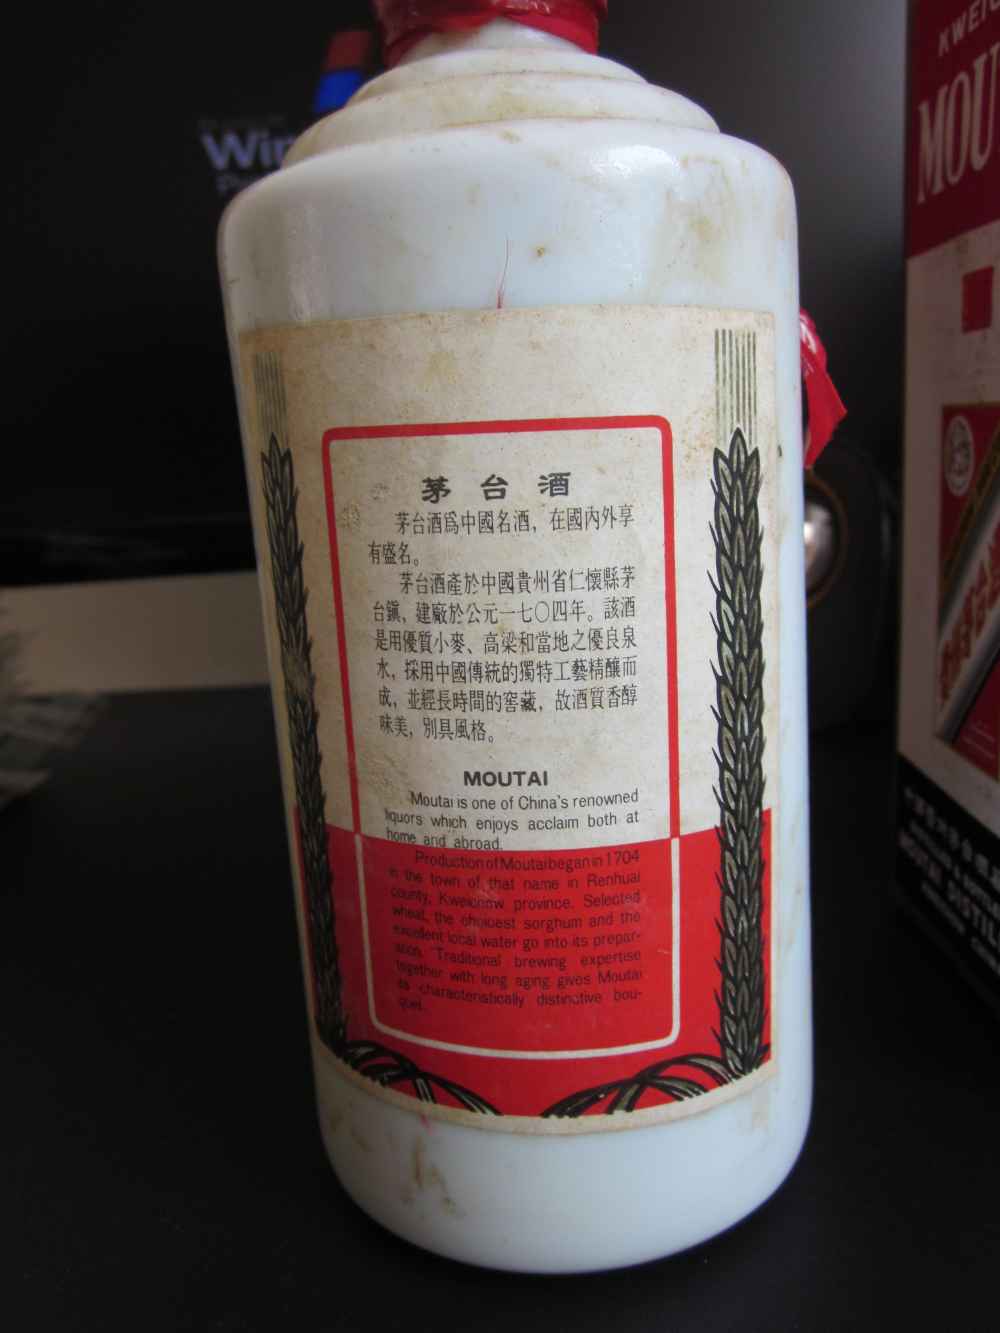 Win
茅台酒
茅台酒爲中國名酒，在國内外享
有盛名。
茅台酒產於中國貴州省仁懷縣茅
台鎮，建廠於公元一七〇四年。該酒
是用優質小麥、高梁和當地之優良泉
水，採用中國傳統的獨特工藝精釀而
成，並經長時間的窖藏，故酒質香醇
味美，别具風格。
MOUTAI
Moutai is one of China's renowned
liquors which enjoys acclaim both at
home and abroad.
Production of Moutai began in 1704
in the town of that name in Renhuai
county, Kweichow province. Selected
wheat, the choicest sorghum and the
excellent local water go into its prepar-
ation. Traditional brewing expertise
together with long aging gives Moutai
its characteristically distinctive bou-
quet.
KWEIC
MOU